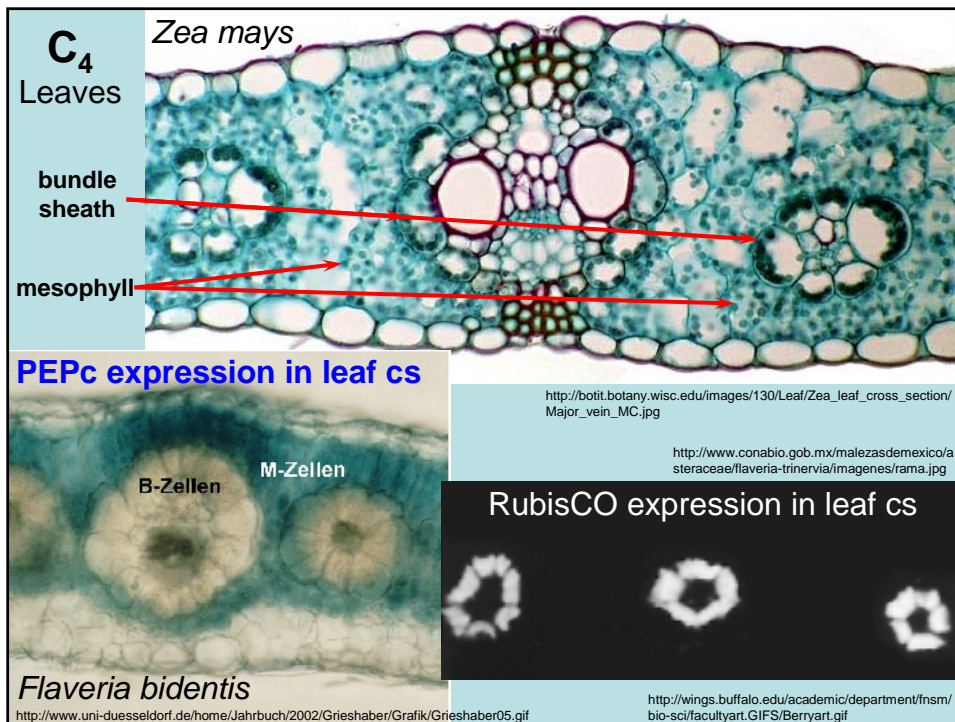 C4
Leaves
Zea mays
bundle
sheath
mesophyll
PEPc expression in leaf cs
http://botit.botany.wisc.edu/images/130/Leaf/Zea_leaf_cross_section/
Major_vein_MC.jpg
http://www.conabio.gob.mx/malezasdemexico/a
steraceae/flaveria-trinervia/imagenes/rama.jpg
M-Zellen
B-Zellen
RubisCO expression in leaf cs
Flaveria bidentis
http://www.uni-duesseldorf.de/home/Jahrbuch/2002/Grieshaber/Grafik/Grieshaber05.gif
http://wings.buffalo.edu/academic/department/fnsm/
bio-sci/facultyart.GIFS/Berryart.gif